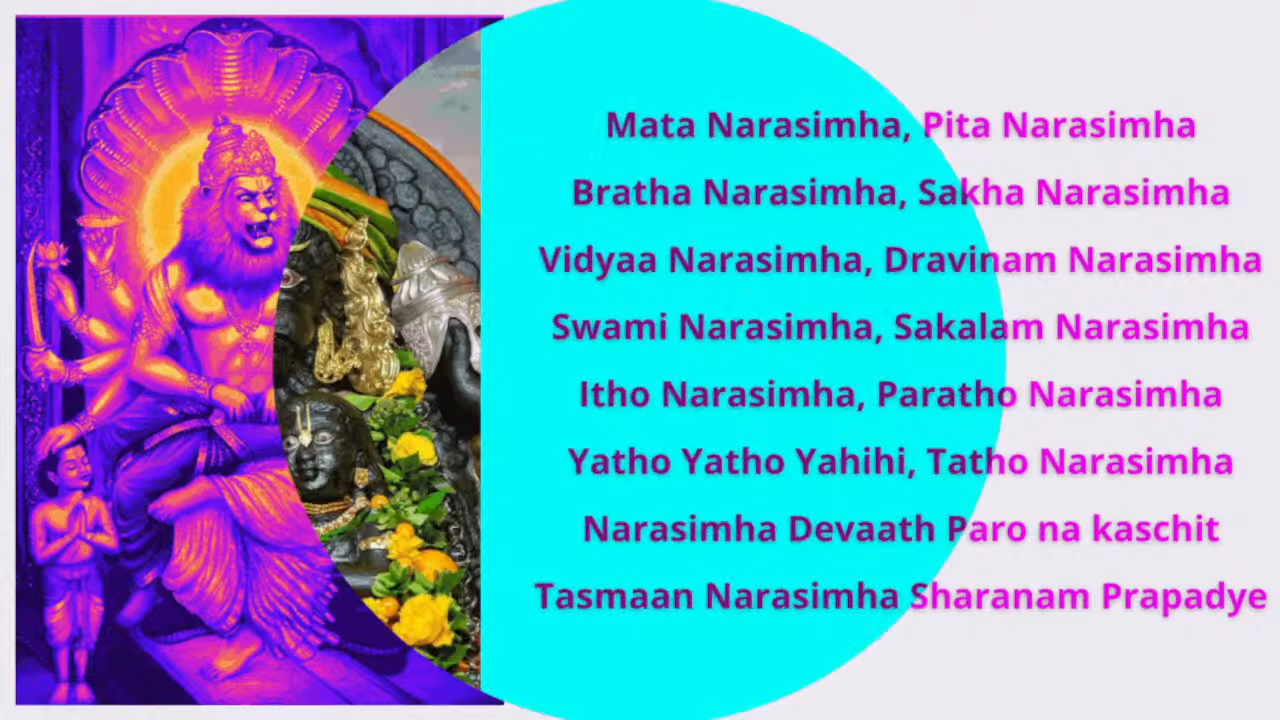 Mata Narasimha, Pita Narasimha
Bratha Narasimha, Sakha Narasimha
Vidyaa Narasimha, Dravinam Narasimha
Swami Narasimha, Sakalam Narasimha
Itho Narasimha, Paratho Narasimha
Yatho Yatho Yahihi, Tatho Narasimha
Narasimha Devaath Paro na kaschit
Tasmaan Narasimha Sharanam Prapadye